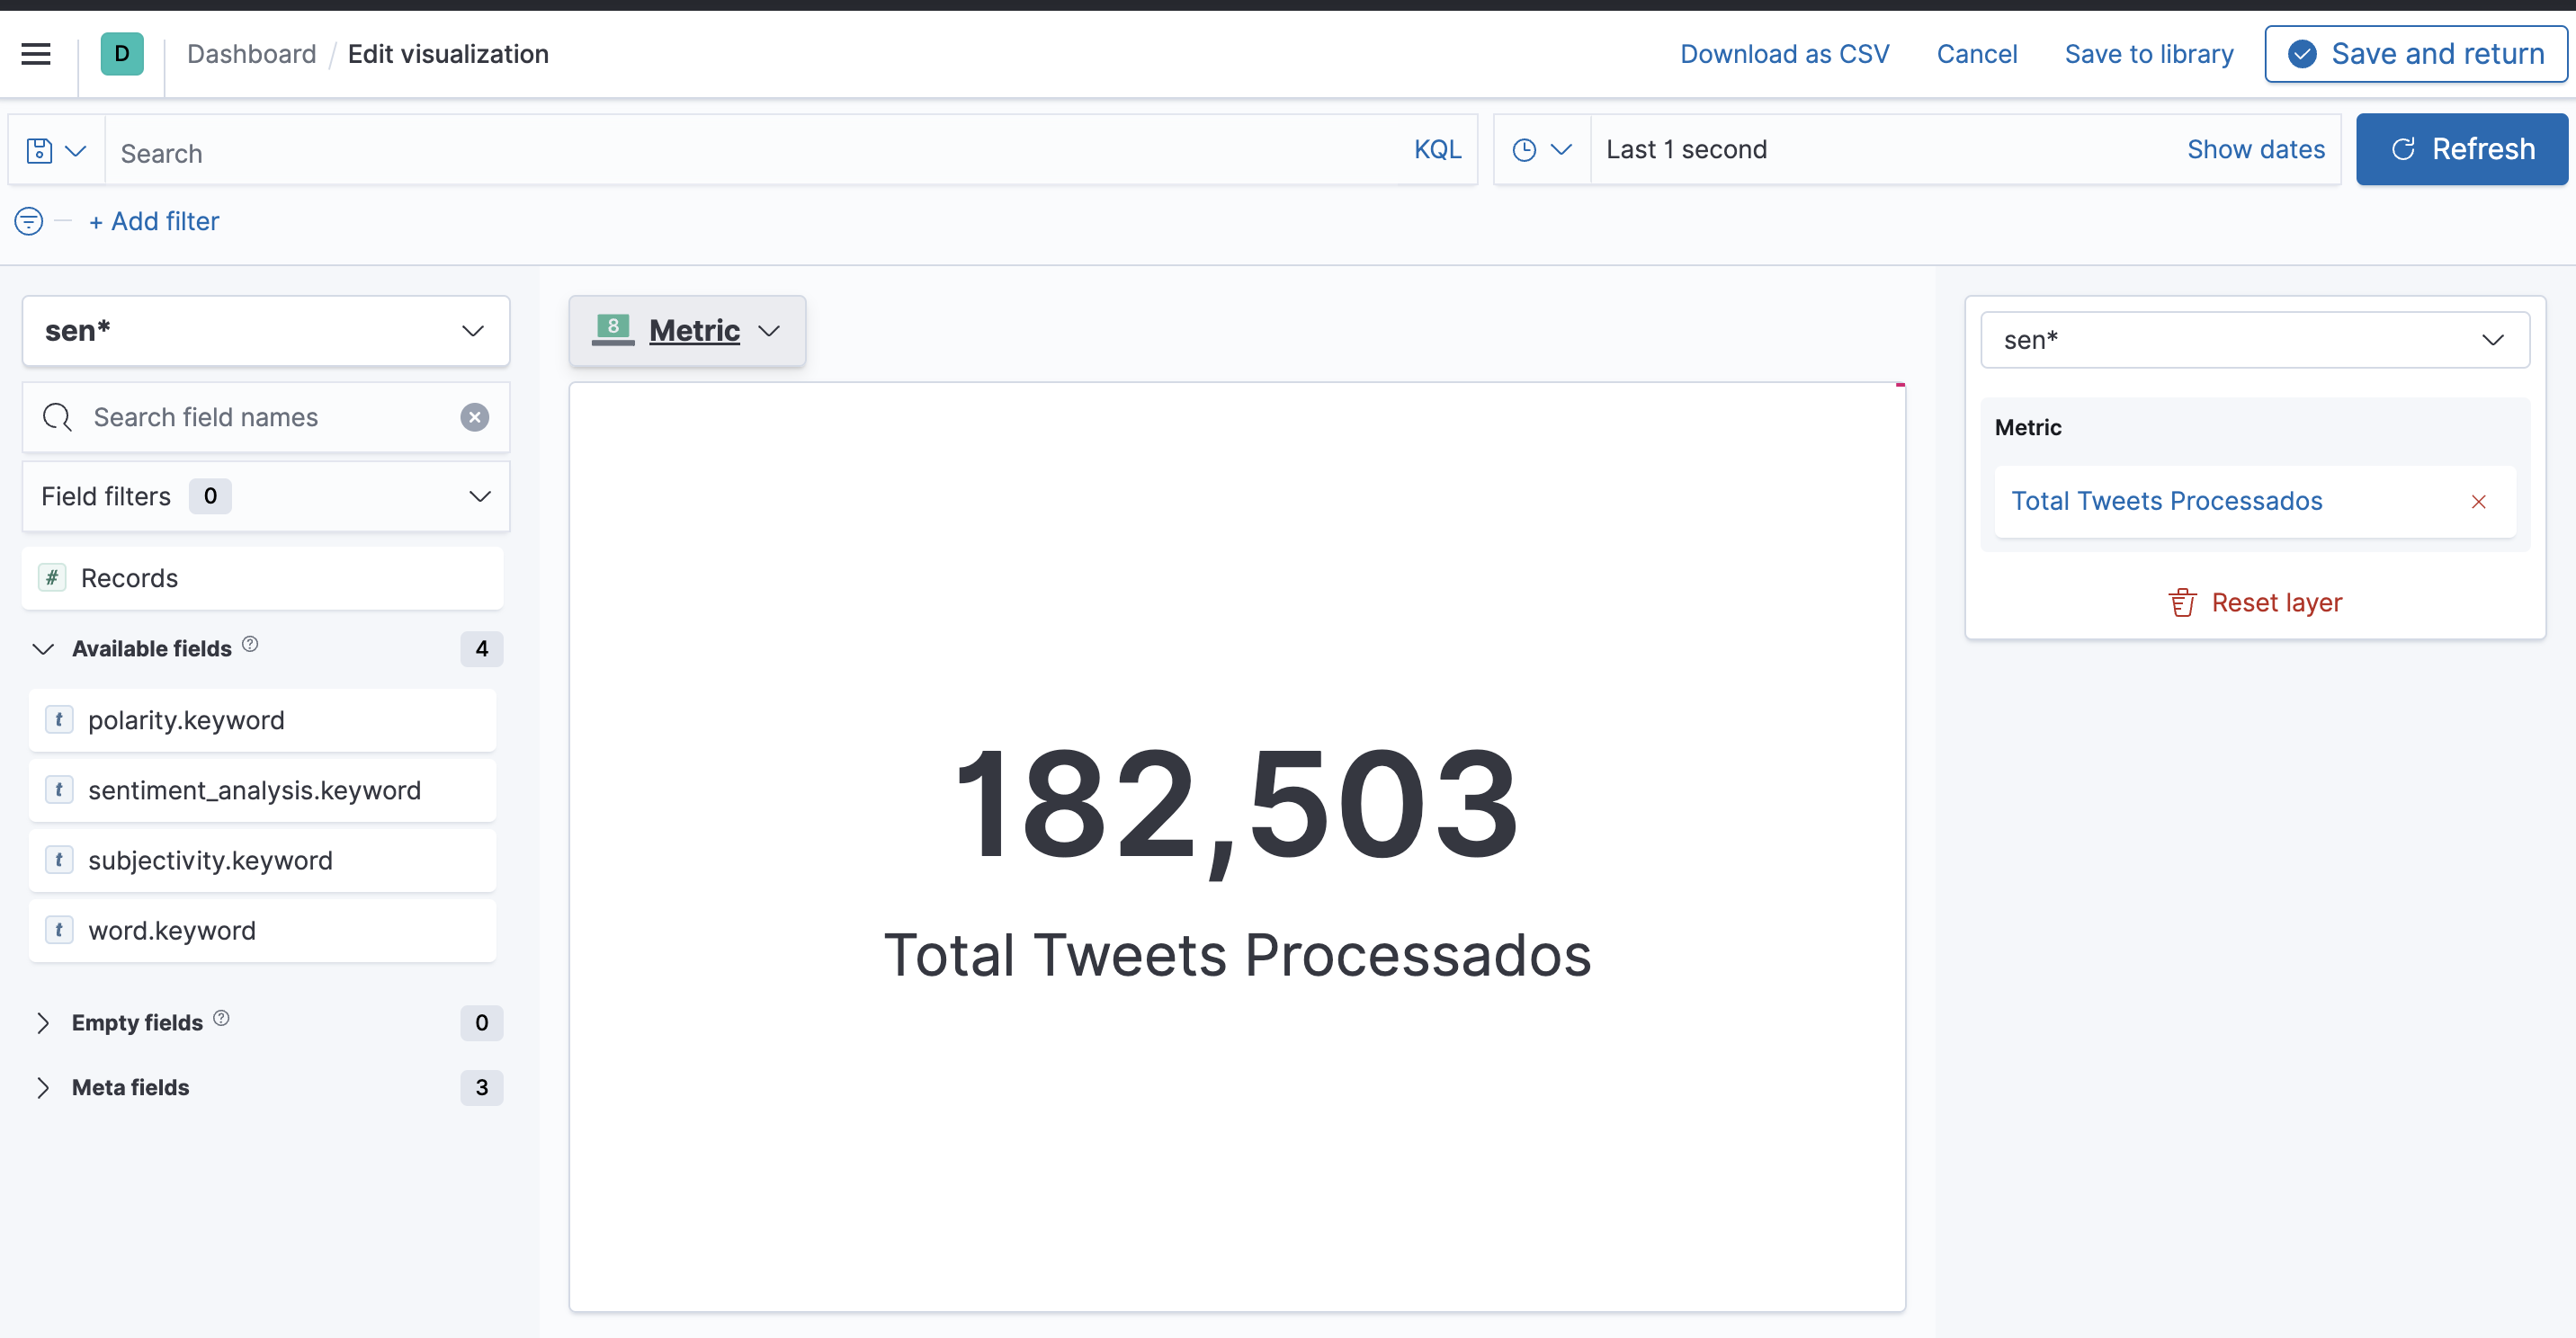 D Dashboard / Edit visualization Download as CSV Cancel Save to library Save and return
Search KQL Last 1 second Show dates Refresh
+ Add filter
sen*
Search field names
Field filters 0
# Records
Available fields ? 4
t polarity.keyword
t sentiment_analysis.keyword
t subjectivity.keyword
t word.keyword
Empty fields ? 0
Meta fields 3
8 Metric
182,503
Total Tweets Processados
sen*
Metric
Total Tweets Processados
Reset layer